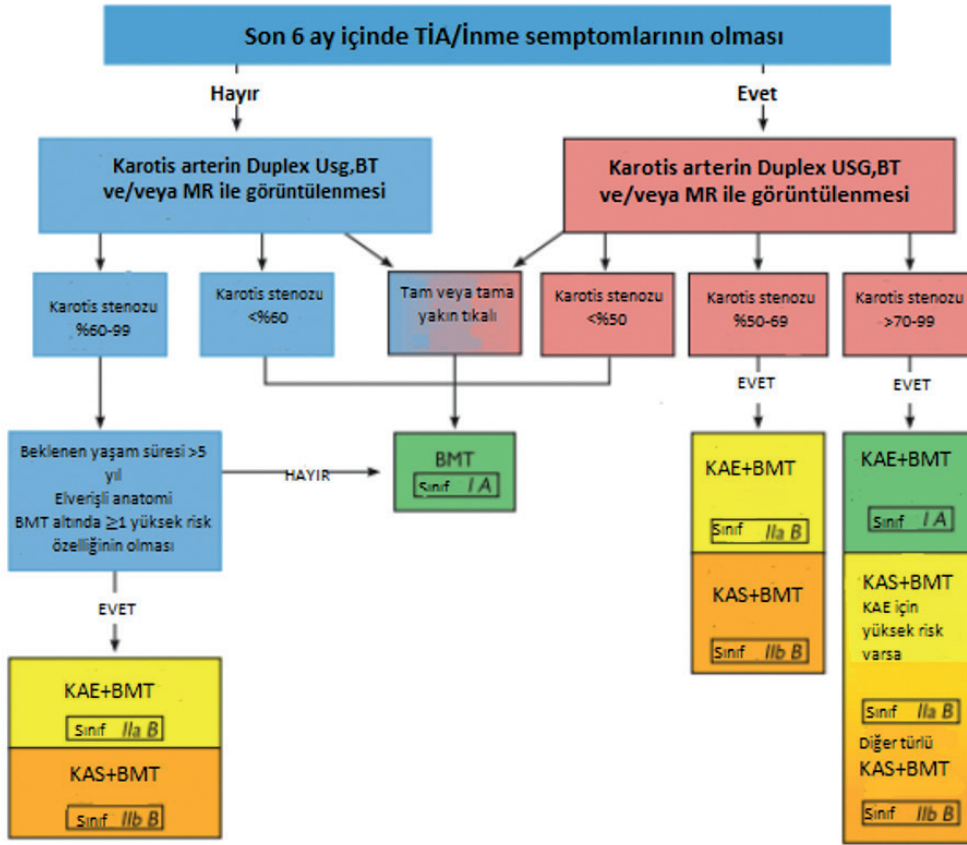 Son 6 ay içinde TİA/İnme semptomlarının olması
Hayır
Evet
Karotis arterin Duplex Usg,BT
ve/veya MR ile görüntülenmesi
Karotis arterin Duplex USG,BT
ve/veya MR ile görüntülenmesi
Karotis stenozu
%60-99
Karotis stenozu
<%60
Tam veya tama
yakın tıkalı
Karotis stenozu
<%50
Karotis stenozu
%50-69
Karotis stenozu
>70-99
EVET
EVET
Beklenen yaşam süresi >5
yıl
Elverişli anatomi
BMT altında ≥1 yüksek risk
özelliğinin olması
HAYIR
BMT
Sınıf I A
KAE+BMT
Sınıf IIa B
KAS+BMT
Sınıf IIb B
KAE+BMT
Sınıf I A
KAS+BMT
KAE için
yüksek risk
varsa
Sınıf IIa B
Diğer türlü
KAS+BMT
Sınıf IIb B
EVET
KAE+BMT
Sınıf IIa B
KAS+BMT
Sınıf IIb B